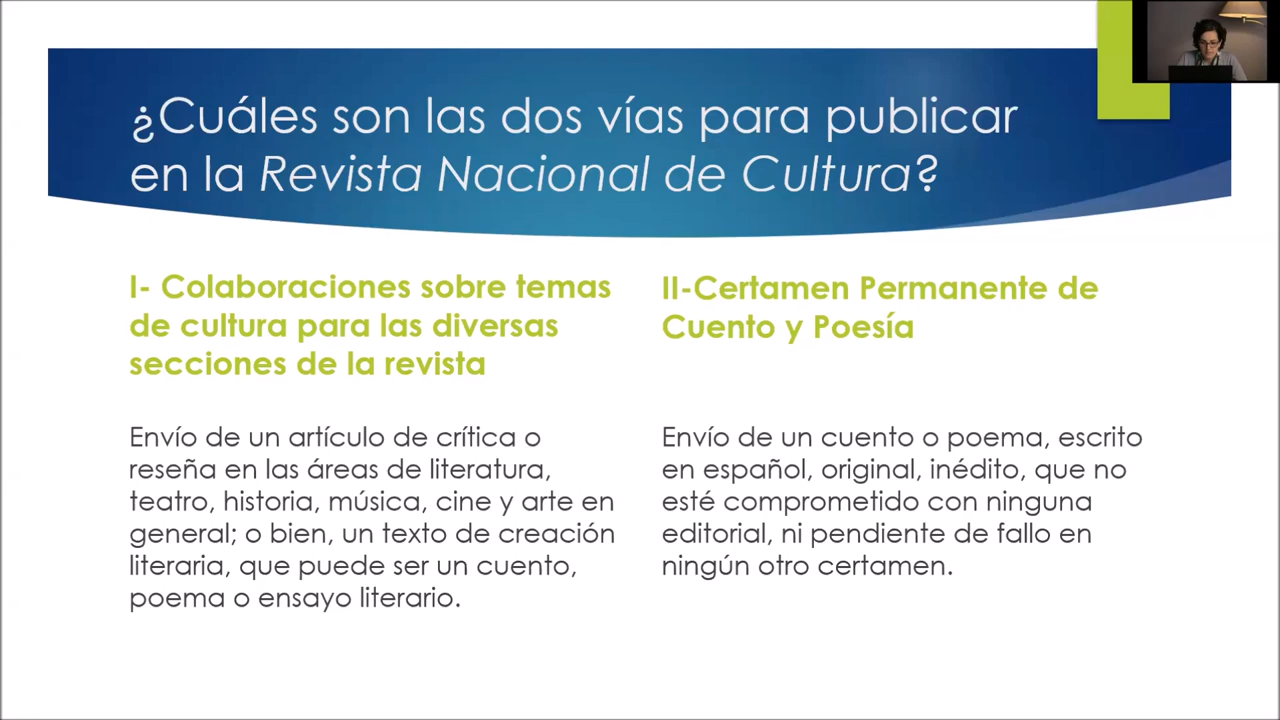 ¿Cuáles son las dos vías para publicar
en la Revista Nacional de Cultura?
I- Colaboraciones sobre temas
de cultura para las diversas
secciones de la revista
Envío de un artículo de crítica o
reseña en las áreas de literatura,
teatro, historia, música, cine y arte en
general; o bien, un texto de creación
literaria, que puede ser un cuento,
poema o ensayo literario.
II-Certamen Permanente de
Cuento y Poesía
Envío de un cuento o poema, escrito
en español, original, inédito, que no
esté comprometido con ninguna
editorial, ni pendiente de fallo en
ningún otro certamen.